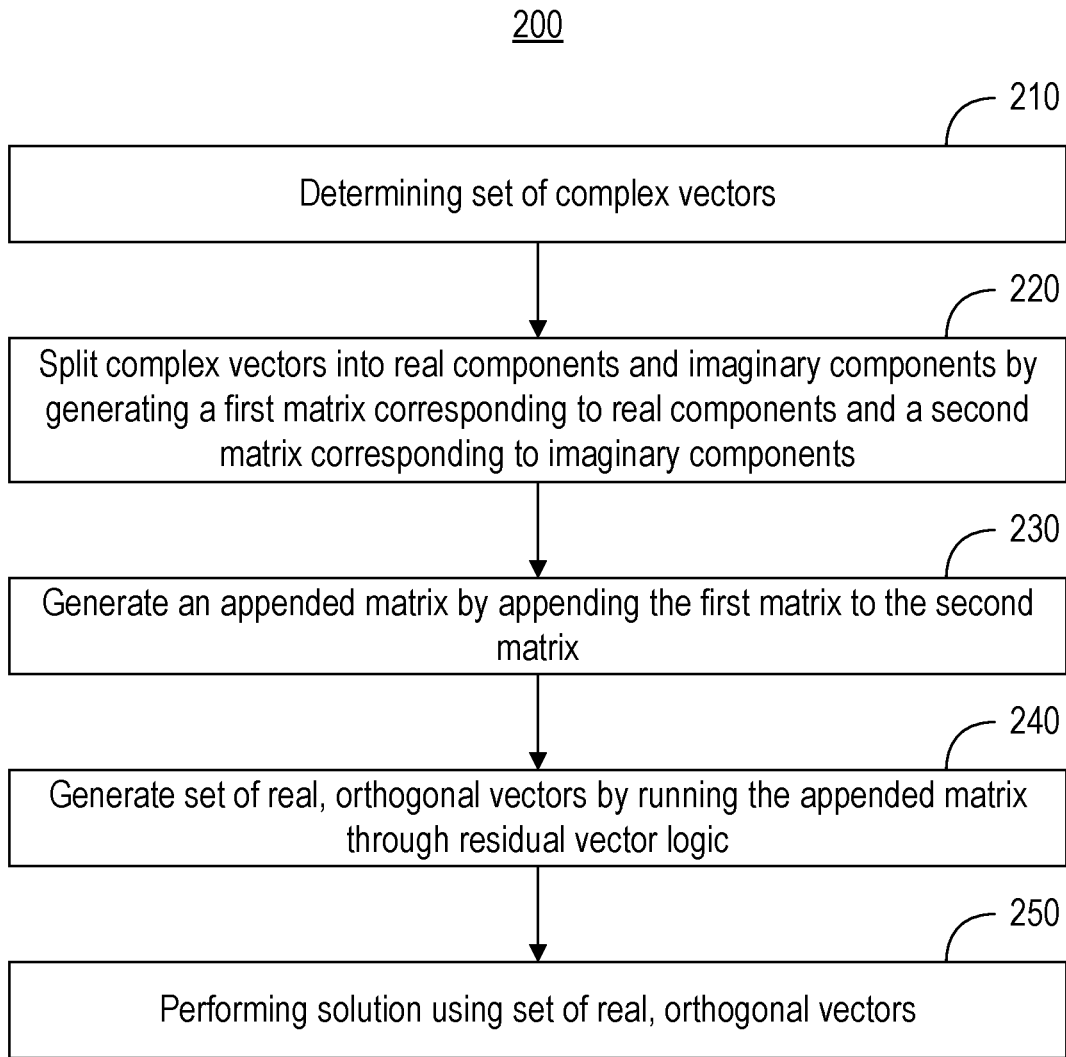 200
210
Determining set of complex vectors
220
Split complex vectors into real components and imaginary components by
generating a first matrix corresponding to real components and a second
matrix corresponding to imaginary components
230
Generate an appended matrix by appending the first matrix to the second
matrix
240
Generate set of real, orthogonal vectors by running the appended matrix
through residual vector logic
250
Performing solution using set of real, orthogonal vectors